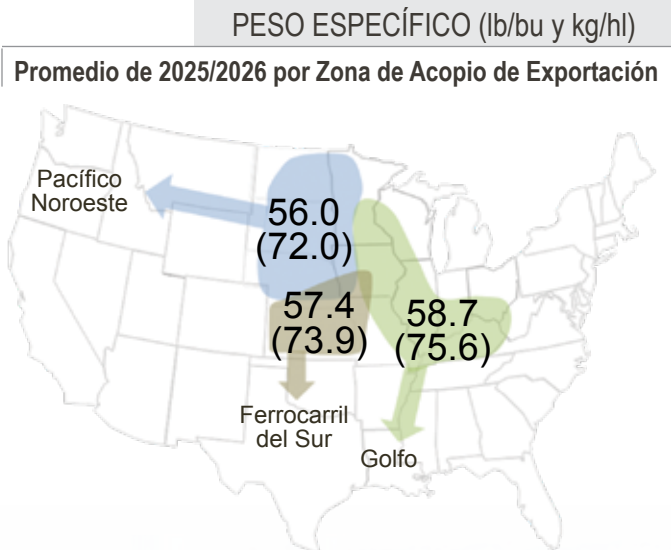 PESO ESPECÍFICO (lb/bu y kg/hl)
Promedio de 2025/2026 por Zona de Acopio de Exportación
Pacífico
Noroeste
56.0
(72.0)
57.4
(73.9)
58.7
(75.6)
Ferrocarril
del Sur
Golfo